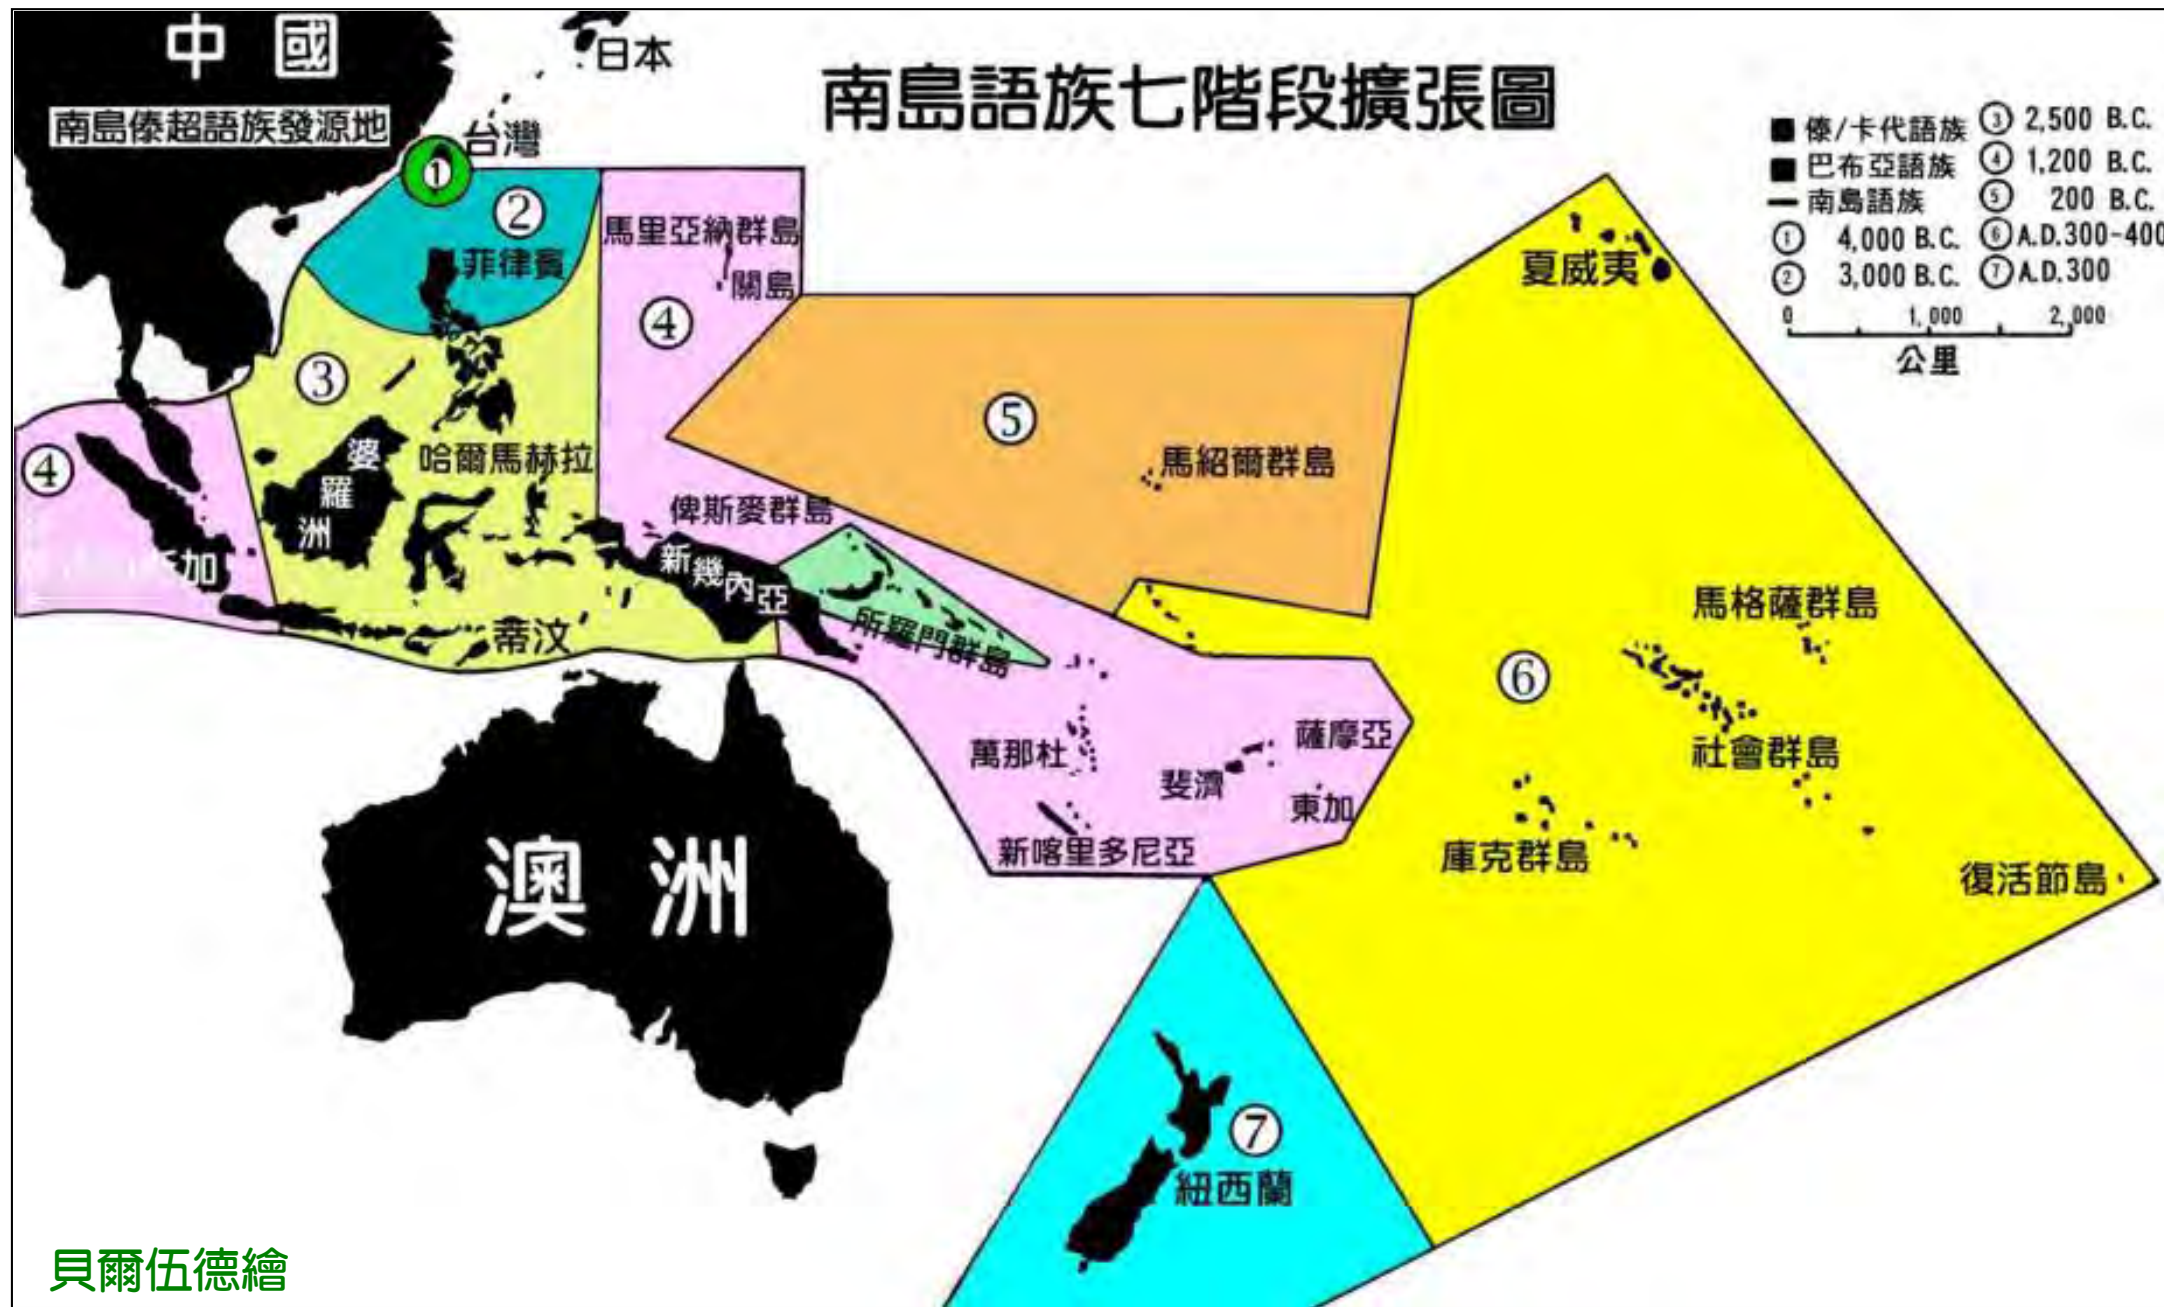 中 國
日本
南島語族七階段擴張圖
南島傣超語族發源地
台灣
①
②
菲律賓
馬里亞納群島
關島
④
③
⑤
④
婆羅洲
哈爾馬赫拉
馬紹爾群島
俾斯麥群島
加
新幾內亞
蒂汶
所羅門群島
夏威夷
馬格薩群島
⑥
社會群島
萬那杜
斐濟
薩摩亞
東加
新喀里多尼亞
庫克群島
復活節島
澳 洲
⑦
紐西蘭
貝爾伍德繪
傣/卡代語族
巴布亞語族
南島語族
① 4,000 B.C.
② 3,000 B.C.
③ 2,500 B.C.
④ 1,200 B.C.
⑤ 200 B.C.
⑥ A.D.300-400
⑦ A.D.300
0 1,000 2,000
公里